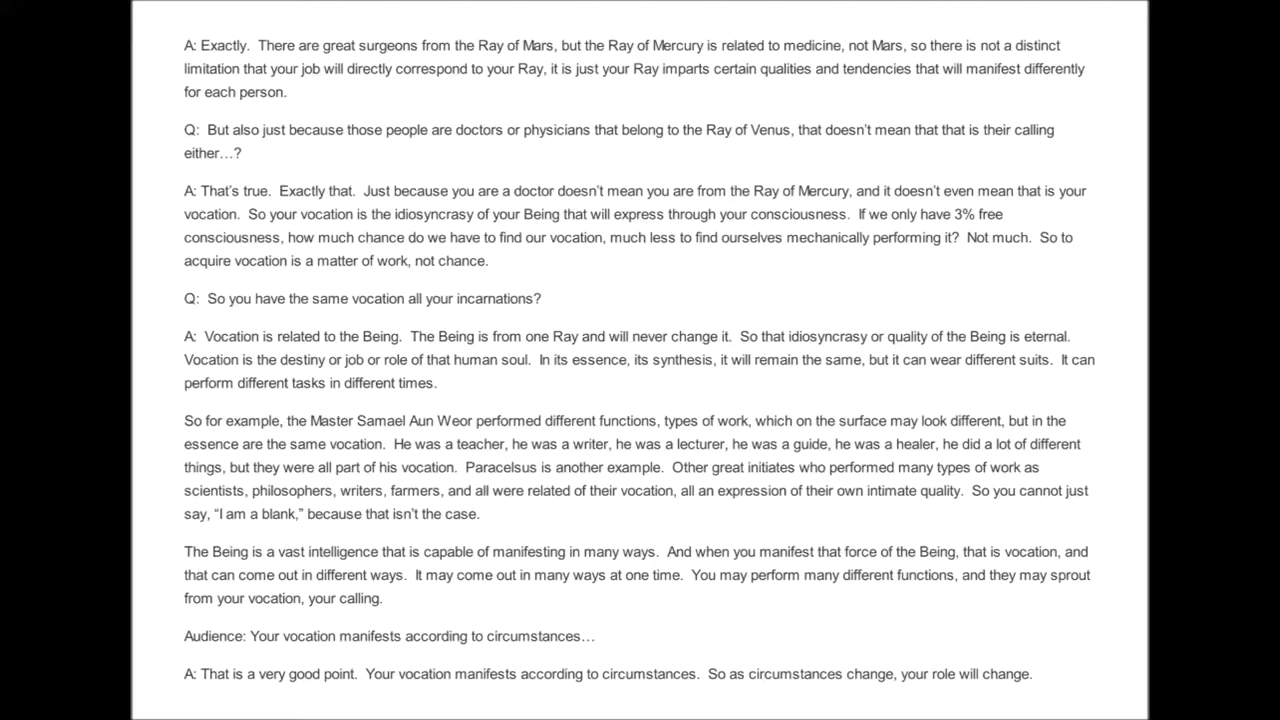 A: Exactly.  There are great surgeons from the Ray of Mars, but the Ray of Mercury is related to medicine, not Mars, so there is not a distinct
limitation that your job will directly correspond to your Ray, it is just your Ray imparts certain qualities and tendencies that will manifest differently
for each person.
Q:  But also just because those people are doctors or physicians that belong to the Ray of Venus, that doesn't mean that that is their calling
either…?
A: That's true.  Exactly that.  Just because you are a doctor doesn't mean you are from the Ray of Mercury, and it doesn't even mean that is your
vocation.  So your vocation is the idiosyncrasy of your Being that will express through your consciousness.  If we only have 3% free
consciousness, how much chance do we have to find our vocation, much less to find ourselves mechanically performing it?  Not much.  So to
acquire vocation is a matter of work, not chance.
Q:  So you have the same vocation all your incarnations?
A:  Vocation is related to the Being.  The Being is from one Ray and will never change it.  So that idiosyncrasy or quality of the Being is eternal.
Vocation is the destiny or job or role of that human soul.  In its essence, its synthesis, it will remain the same, but it can wear different suits.  It can
perform different tasks in different times.
So for example, the Master Samael Aun Weor performed different functions, types of work, which on the surface may look different, but in the
essence are the same vocation.  He was a teacher, he was a writer, he was a lecturer, he was a guide, he was a healer, he did a lot of different
things, but they were all part of his vocation.  Paracelsus is another example.  Other great initiates who performed many types of work as
scientists, philosophers, writers, farmers, and all were related of their vocation, all an expression of their own intimate quality.  So you cannot just
say, “I am a blank,” because that isn't the case.
The Being is a vast intelligence that is capable of manifesting in many ways.  And when you manifest that force of the Being, that is vocation, and
that can come out in different ways.  It may come out in many ways at one time.  You may perform many different functions, and they may sprout
from your vocation, your calling.
Audience: Your vocation manifests according to circumstances…
A: That is a very good point.  Your vocation manifests according to circumstances.  So as circumstances change, your role will change.